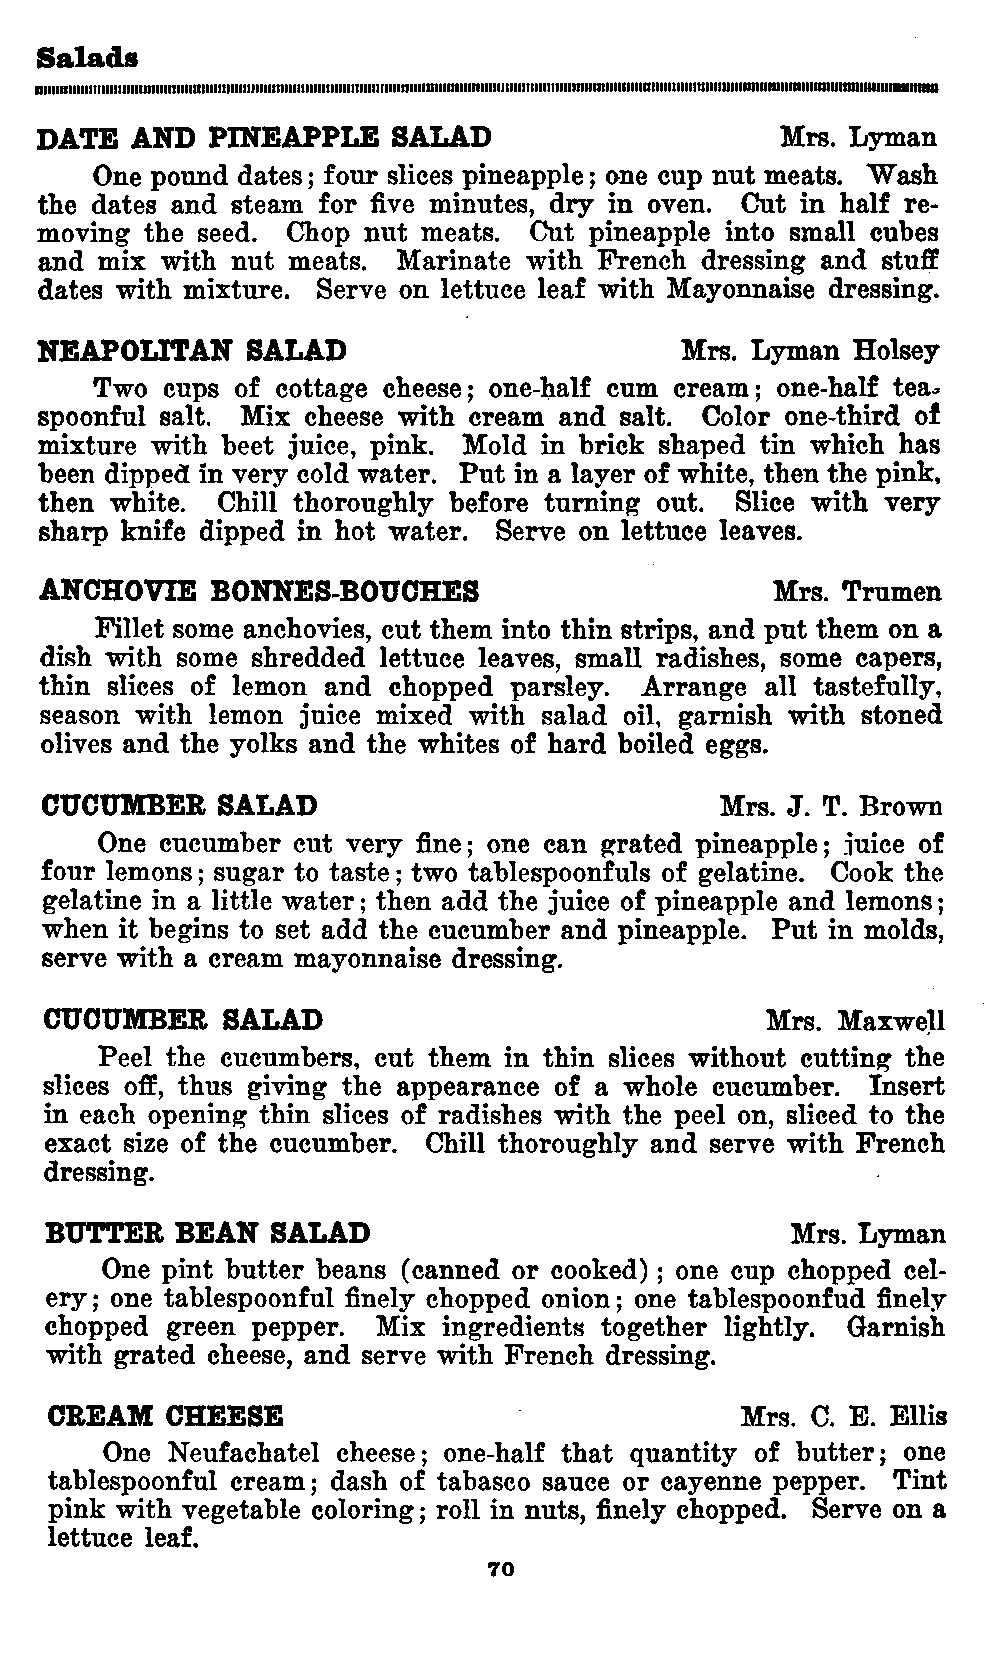 Salads
DATE AND PINEAPPLE SALAD Mrs. Lyman
One pound dates; four slices pineapple; one cup nut meats. Wash
the dates and steam for five minutes, dry in oven. Cut in half re-
moving the seed. Chop nut meats. Cut pineapple into small cubes
and mix with nut meats. Marinate with French dressing and stuff
dates with mixture. Serve on lettuce leaf with Mayonnaise dressing.
NEAPOLITAN SALAD Mrs. Lyman Holsey
Two cups of cottage cheese; one-half cum cream; one-half tea-
spoonful salt. Mix cheese with cream and salt. Color one-third of
mixture with beet juice, pink. Mold in brick shaped tin which has
been dipped in very cold water. Put in a layer of white, then the pink,
then white. Chill thoroughly before turning out. Slice with very
sharp knife dipped in hot water. Serve on lettuce leaves.
ANCHOVIE BONNES-BOUCHES Mrs. Trumen
Fillet some anchovies, cut them into thin strips, and put them on a
dish with some shredded lettuce leaves, small radishes, some capers,
thin slices of lemon and chopped parsley. Arrange all tastefully,
season with lemon juice mixed with salad oil, garnish with stoned
olives and the yolks and the whites of hard boiled eggs.
CUCUMBER SALAD Mrs. J. T. Brown
One cucumber cut very fine; one can grated pineapple; juice of
four lemons; sugar to taste; two tablespoonfuls of gelatine. Cook the
gelatine in a little water; then add the juice of pineapple and lemons;
when it begins to set add the cucumber and pineapple. Put in molds,
serve with a cream mayonnaise dressing.
CUCUMBER SALAD Mrs. Maxwell
Peel the cucumbers, cut them in thin slices without cutting the
slices off, thus giving the appearance of a whole cucumber. Insert
in each opening thin slices of radishes with the peel on, sliced to the
exact size of the cucumber. Chill thoroughly and serve with French
dressing.
BUTTER BEAN SALAD Mrs. Lyman
One pint butter beans (canned or cooked); one cup chopped cel-
ery; one tablespoonful finely chopped onion; one tablespoonfud finely
chopped green pepper. Mix ingredients together lightly. Garnish
with grated cheese, and serve with French dressing.
CREAM CHEESE Mrs. C. E. Ellis
One Neufachatel cheese; one-half that quantity of butter; one
tablespoonful cream; dash of tabasco sauce or cayenne pepper. Tint
pink with vegetable coloring; roll in nuts, finely chopped. Serve on a
lettuce leaf.
70